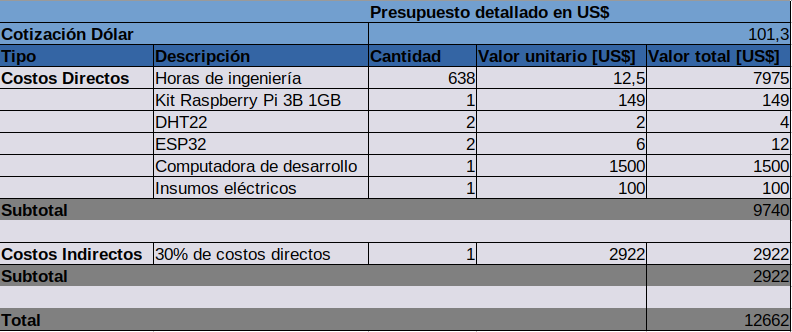 Presupuesto detallado en US$
Cotización Dólar 101,3
Tipo Descripción Cantidad Valor unitario [US$] Valor total [US$]
Costos Directos Horas de ingeniería 638 12,5 7975
Kit Raspberry Pi 3B 1GB 1 149 149
DHT22 2 2 4
ESP32 2 6 12
Computadora de desarrollo 1 1500 1500
Insumos eléctricos 1 100 100
Subtotal 9740
Costos Indirectos 30% de costos directos 1 2922 2922
Subtotal 2922
Total 12662